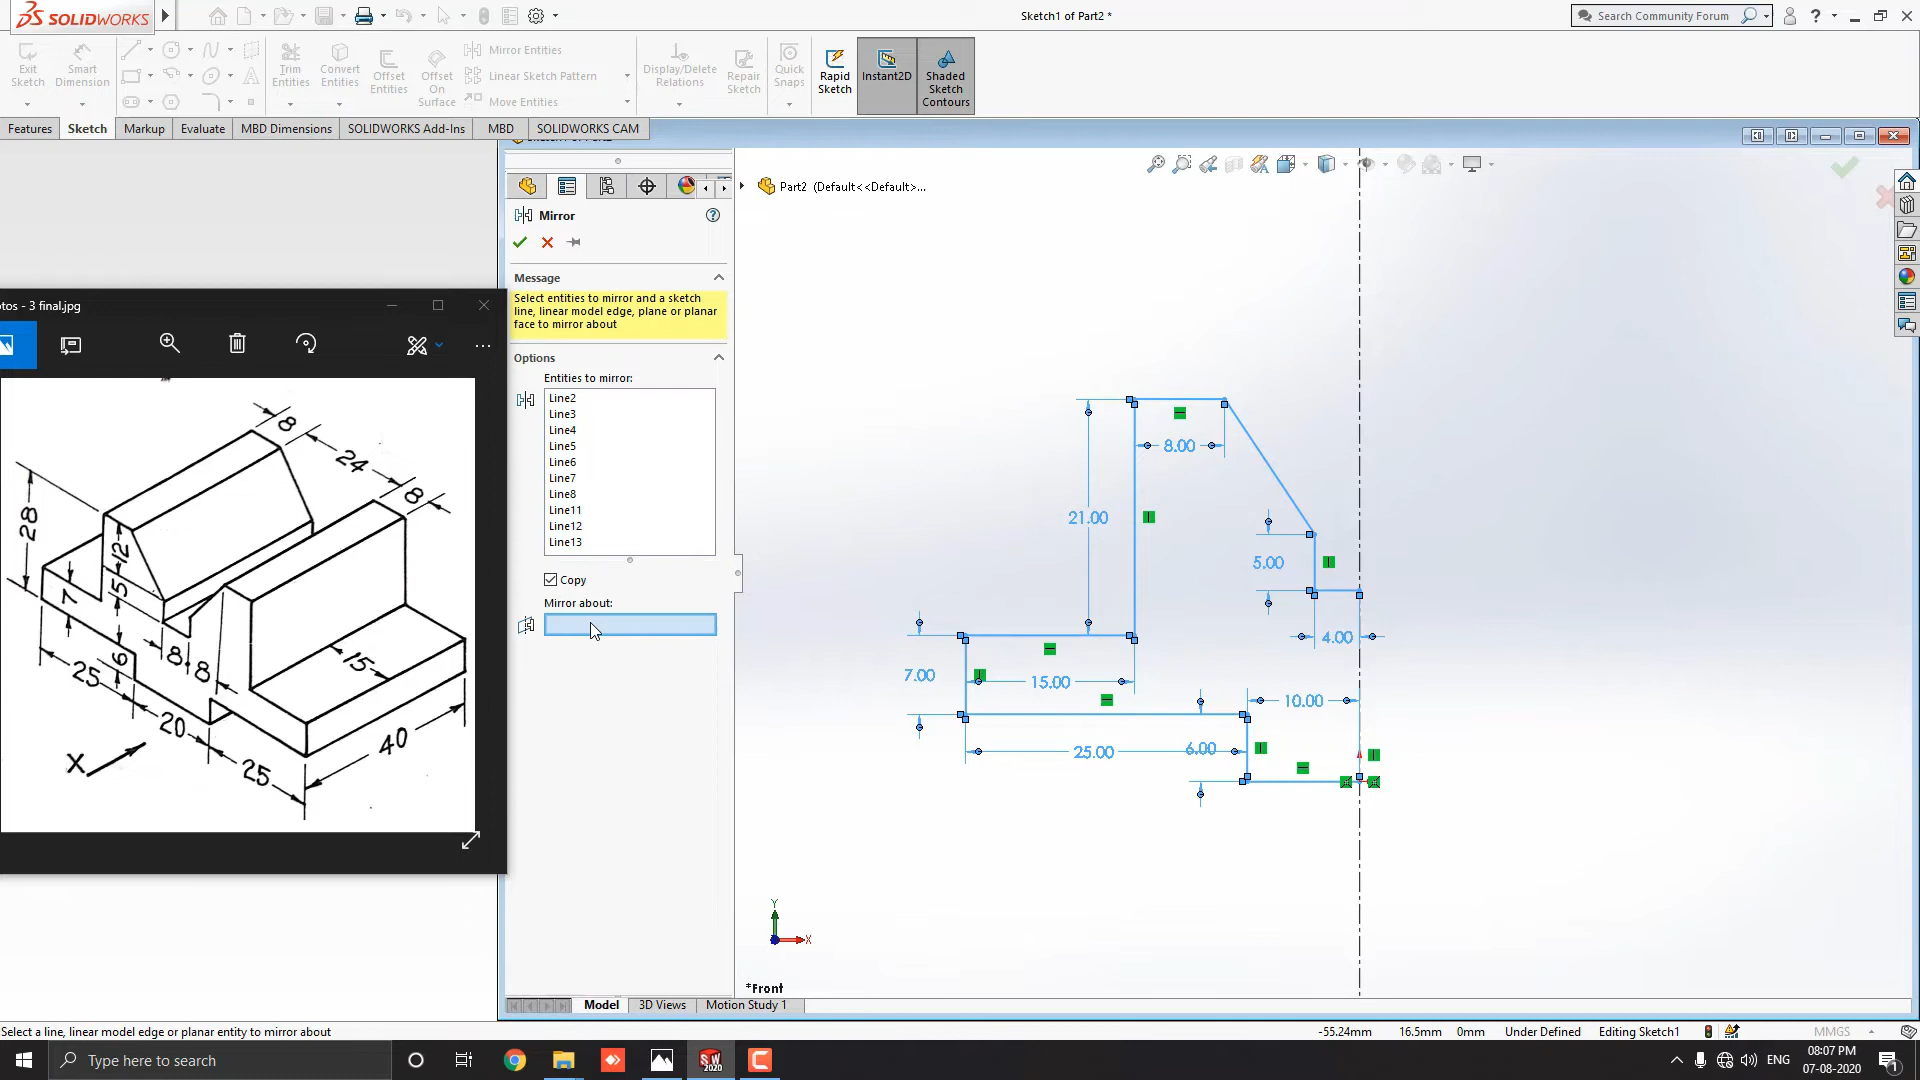 SOLIDWORKS
Sketch1 of Part2 *
Search Community Forum
Exit Sketch
Smart Dimension
Trim Entities
Convert Entities
Offset Entities
Offset On Surface
Mirror Entities
Linear Sketch Pattern
Move Entities
Display/Delete Relations
Repair Sketch
Quick Snaps
Rapid Sketch
Instant2D
Shaded Sketch Contours
Features
Sketch
Markup
Evaluate
MBD Dimensions
SOLIDWORKS Add-Ins
MBD
SOLIDWORKS CAM
Part2 (Default<<Default>...
Mirror
Message
Select entities to mirror and a sketch
line, linear model edge, plane or planar
face to mirror about
Options
Entities to mirror:
Line2
Line3
Line4
Line5
Line6
Line7
Line8
Line11
Line12
Line13
Copy
Mirror about:
otos - 3 final.jpg
8
24
8
28
12
5
7
6
8
8
15
25
20
25
40
X
8.00
21.00
5.00
4.00
7.00
15.00
10.00
25.00
6.00
Y
X
*Front
Model
3D Views
Motion Study 1
Select a line, linear model edge or planar entity to mirror about
-55.24mm
16.5mm
0mm
Under Defined
Editing Sketch1
MMGS
Type here to search
SW
2020
ENG
08:07 PM
07-08-2020
1